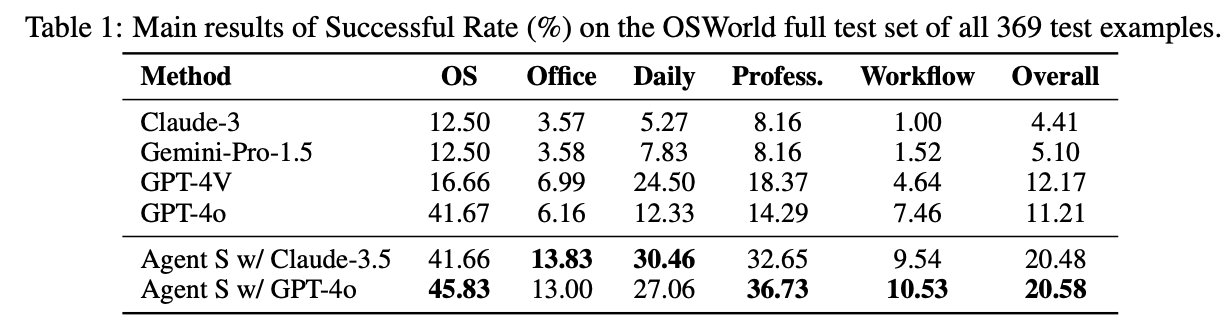 Table 1: Main results of Successful Rate (%) on the OSWorld full test set of all 369 test examples.
Method OS Office Daily Profess. Workflow Overall
Claude-3 12.50 3.57 5.27 8.16 1.00 4.41
Gemini-Pro-1.5 12.50 3.58 7.83 8.16 1.52 5.10
GPT-4V 16.66 6.99 24.50 18.37 4.64 12.17
GPT-4o 41.67 6.16 12.33 14.29 7.46 11.21
Agent S w/ Claude-3.5 41.66 13.83 30.46 32.65 9.54 20.48
Agent S w/ GPT-4o 45.83 13.00 27.06 36.73 10.53 20.58